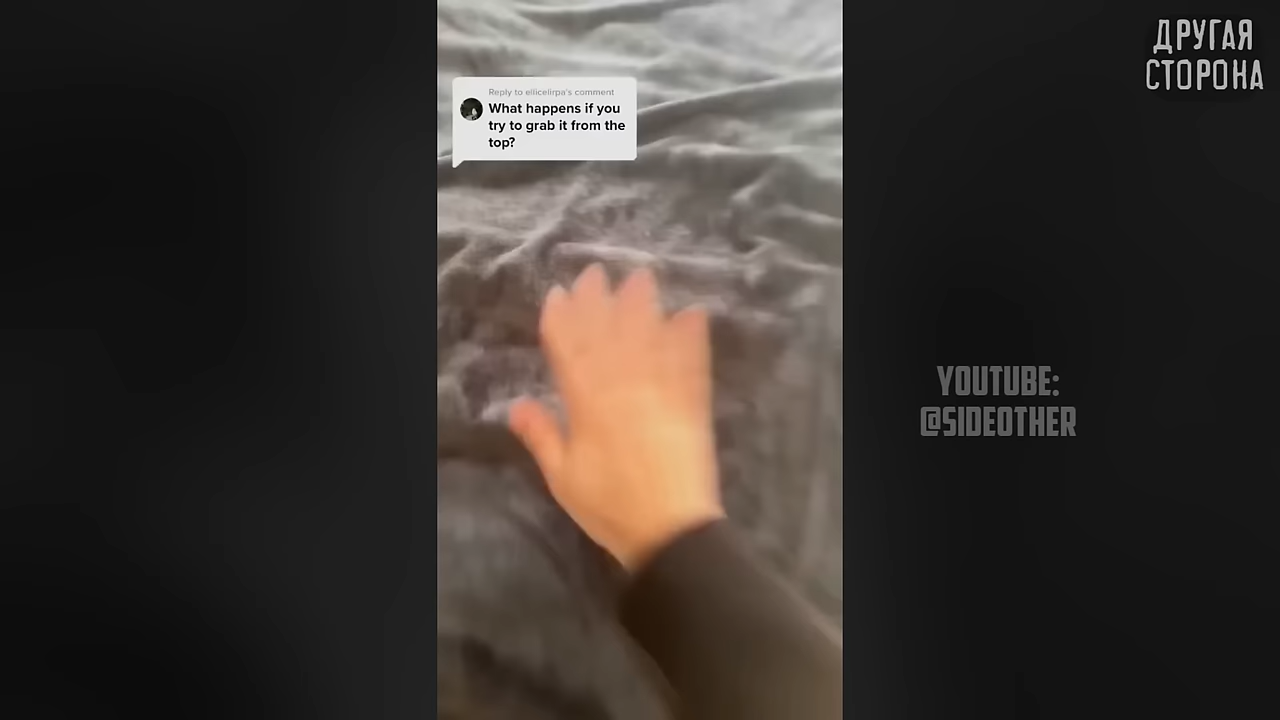 ДРУГАЯ
СТОРОНА
Reply to ellicelirpa's comment
What happens if you
try to grab it from the
top?
YOUTUBE:
@SIDEOTHER